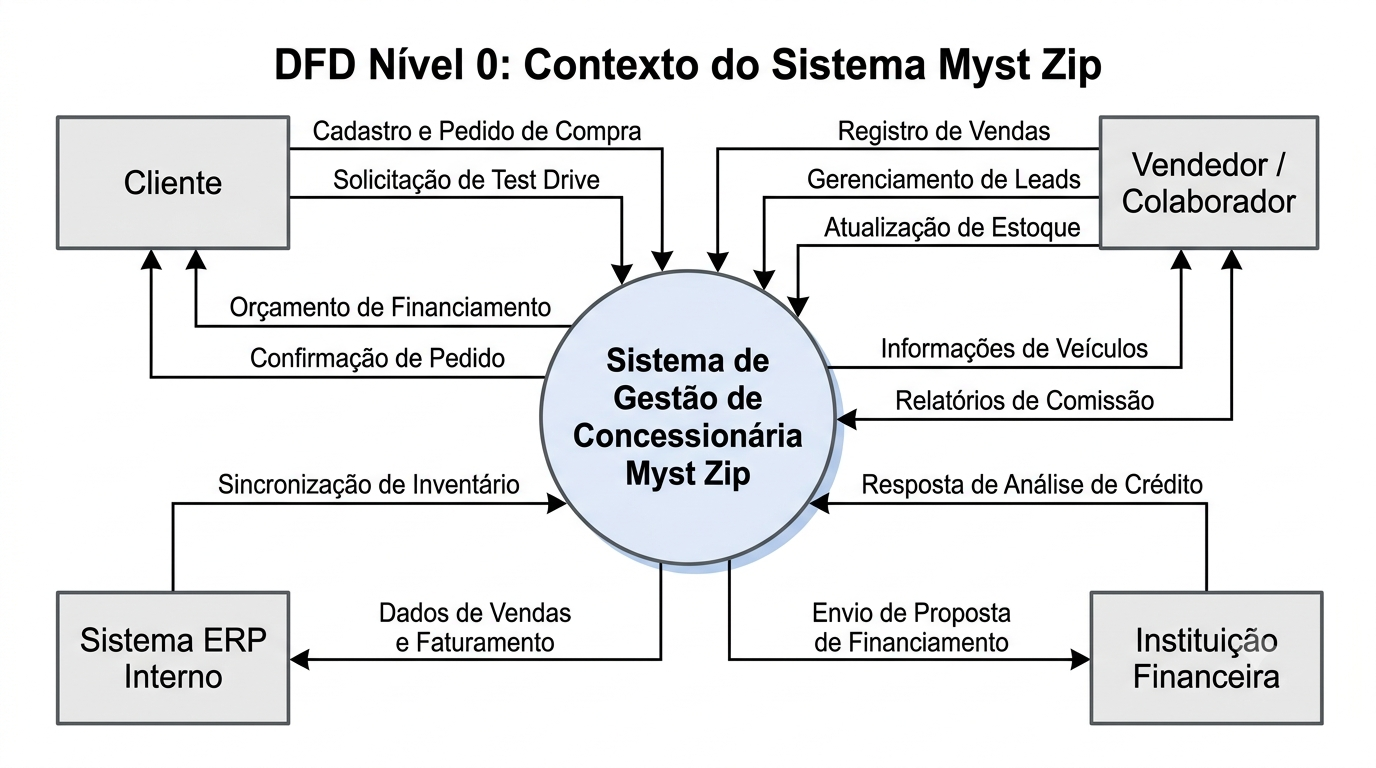 DFD Nível 0: Contexto do Sistema Myst Zip
Cliente
Cadastro e Pedido de Compra
Solicitação de Test Drive
Orçamento de Financiamento
Confirmação de Pedido
Registro de Vendas
Gerenciamento de Leads
Atualização de Estoque
Vendedor /
Colaborador
Informações de Veículos
Relatórios de Comissão
Sistema de
Gestão de
Concessionária
Myst Zip
Sincronização de Inventário
Resposta de Análise de Crédito
Sistema ERP
Interno
Dados de Vendas
e Faturamento
Envio de Proposta
de Financiamento
Instituição
Financeira